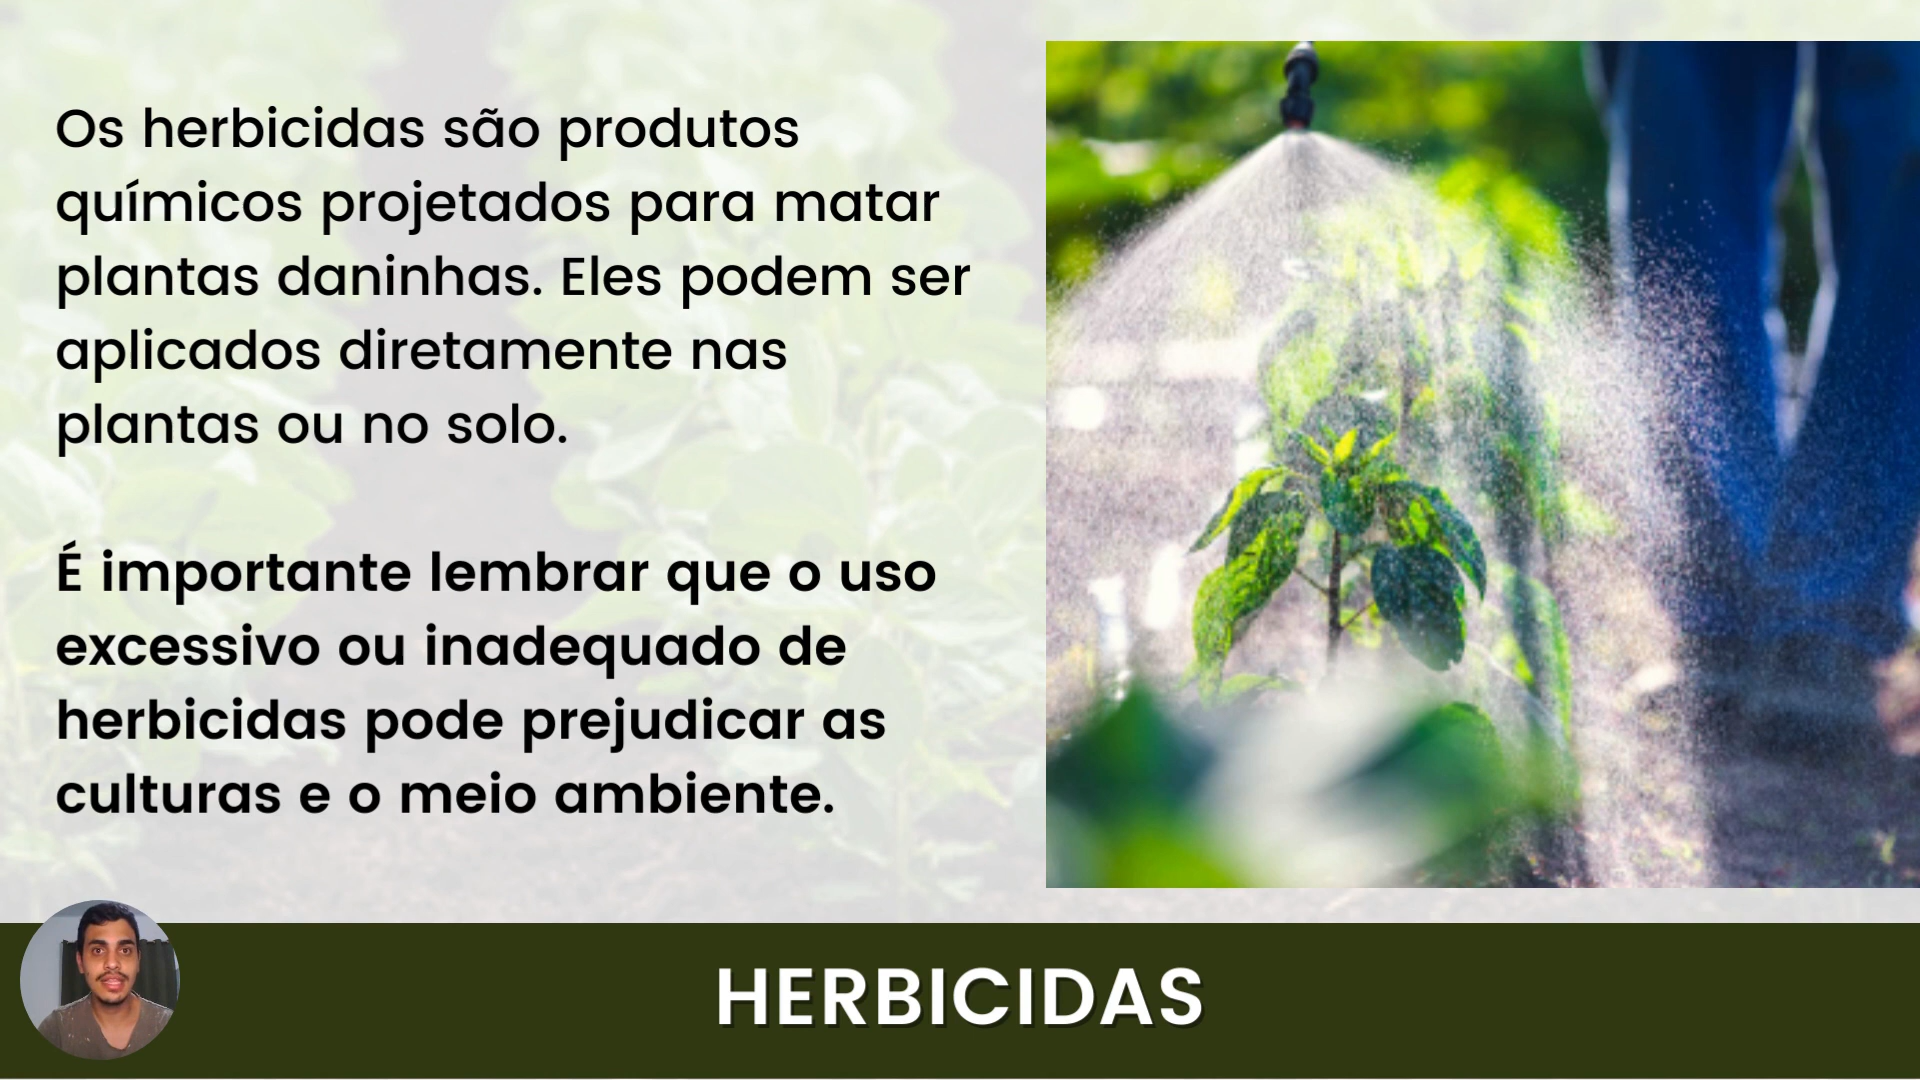 Os herbicidas são produtos
químicos projetados para matar
plantas daninhas. Eles podem ser
aplicados diretamente nas
plantas ou no solo.
É importante lembrar que o uso
excessivo ou inadequado de
herbicidas pode prejudicar as
culturas e o meio ambiente.
HERBICIDAS